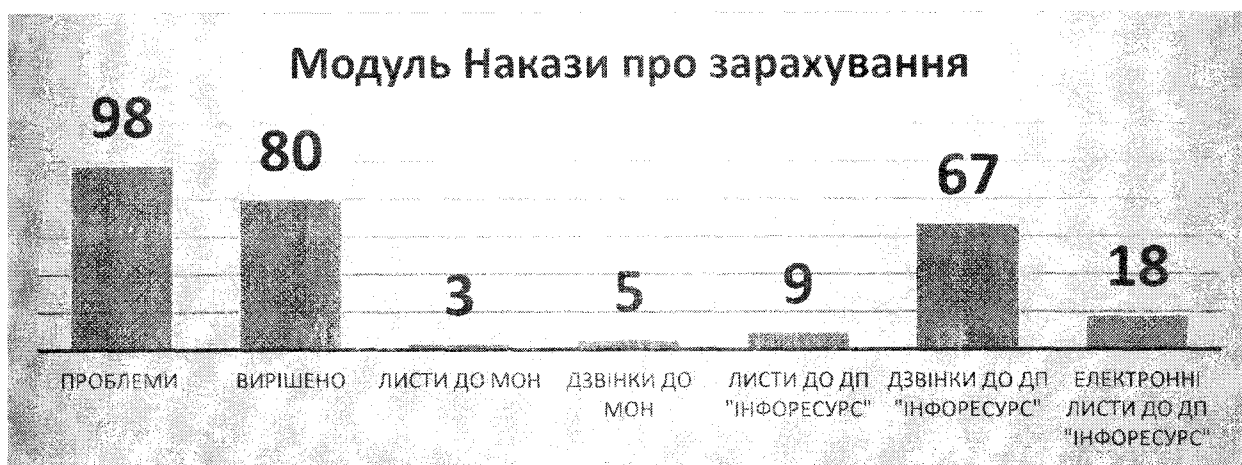 Модуль Накази про зарахування
98
80
3
5
9
67
18
ПРОБЛЕМИ
ВИРІШЕНО
ЛИСТИ ДО МОН
ДЗВІНКИ ДО
МОН
ЛИСТИ ДО ДП
"ІНФОРЕСУРС"
ДЗВІНКИ ДО ДП
"ІНФОРЕСУРС"
ЕЛЕКТРОННІ
ЛИСТИ ДО ДП
"ІНФОРЕСУРС"